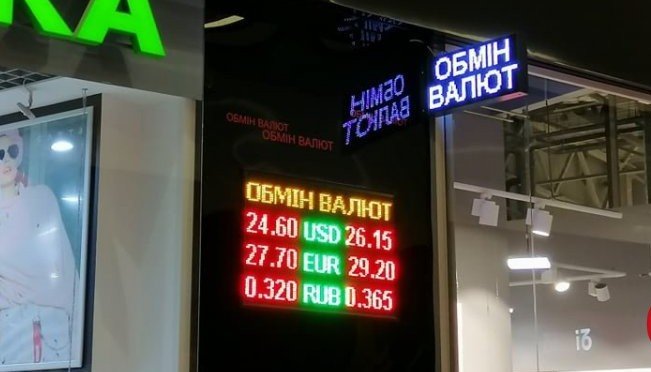 КА
ОБМІН
ВАЛЮТ
ОБМІН
ВАЛЮТ
ОБМІН ВАЛЮТ
ОБМІН ВАЛЮТ
ОБМІН ВАЛЮТ
24.60 USD 26.15
27.70 EUR 29.20
0.320 RUB 0.365